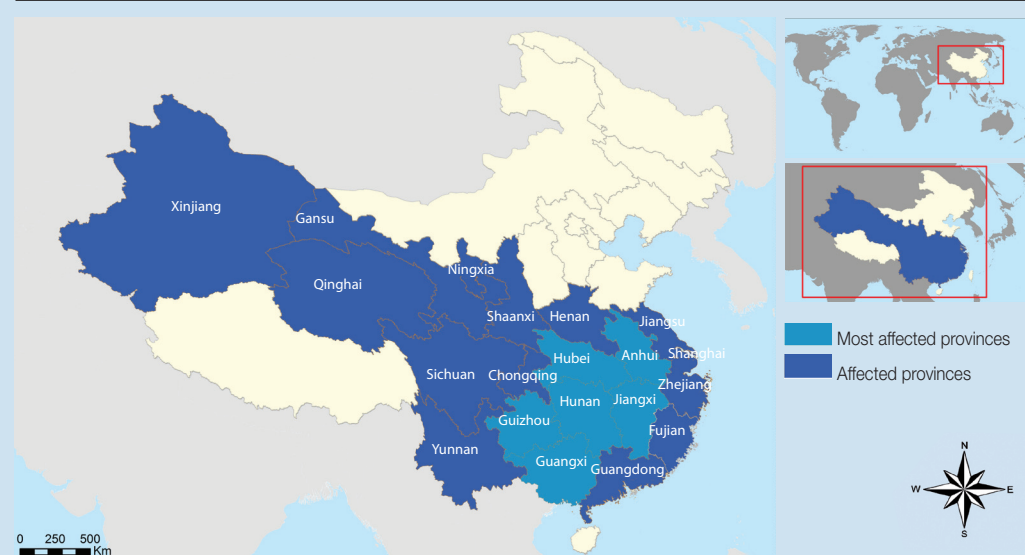 Xinjiang
Gansu
Qinghai
Ningxia
Shaanxi
Henan
Jiangsu
Hubei
Anhui
Shanghai
Sichuan
Chongqing
Zhejiang
Hunan
Jiangxi
Guizhou
Fujian
Yunnan
Guangxi
Guangdong
0 250 500
Km
Most affected provinces
Affected provinces
N
W E
S